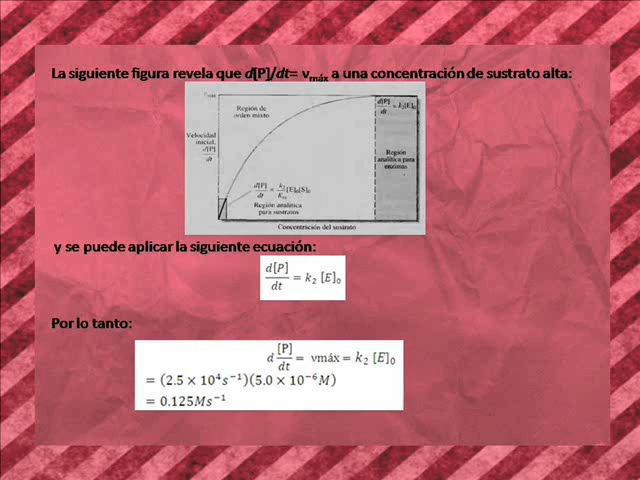 La siguiente figura revela que d[P]/dt= vmáx a una concentración de sustrato alta:
vmáx
Región de
orden mixto
d[P]/dt = k₂[E]₀
Velocidad
inicial,
d[P]/dt
Región
analítica para
enzimas
d[P]/dt = k₂/Kₘ [E]₀[S]₀
Región analítica
para sustratos
Concentración del sustrato
y se puede aplicar la siguiente ecuación:
d[P]/dt = k₂ [E]₀
Por lo tanto:
d [P]/dt = vmáx = k₂ [E]₀
= (2.5 × 10⁴s⁻¹)(5.0 × 10⁻⁶M)
= 0.125Ms⁻¹